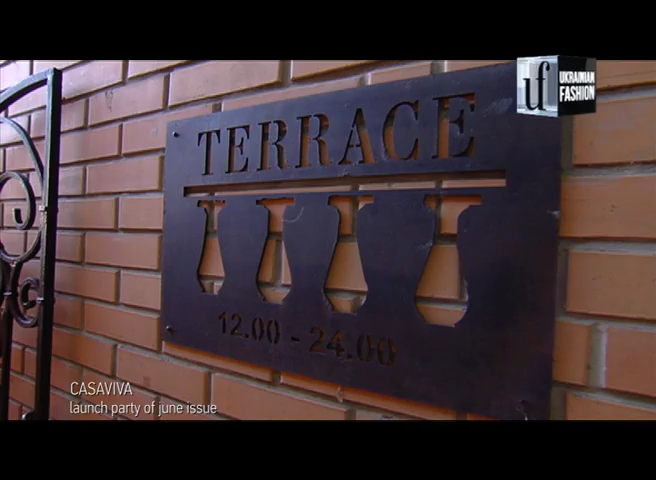 uf UKRAINIAN
FASHION
TERRACE
12.00 - 24.00
CASAVIVA
launch party of june issue